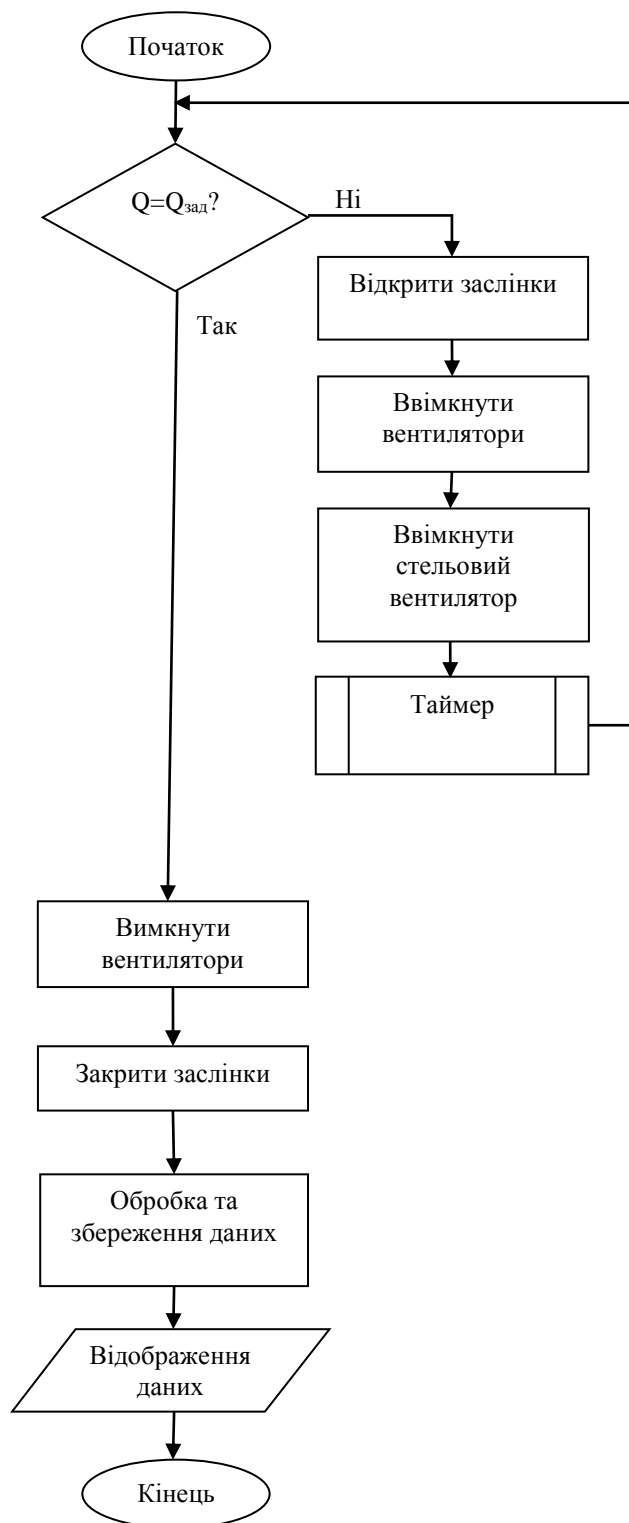 Початок
Q=Qзад?
Ні
Відкрити заслінки
Так
Ввімкнути
вентилятори
Ввімкнути
стельовий
вентилятор
Таймер
Вимкнути
вентилятори
Закрити заслінки
Обробка та
збереження даних
Відображення
даних
Кінець